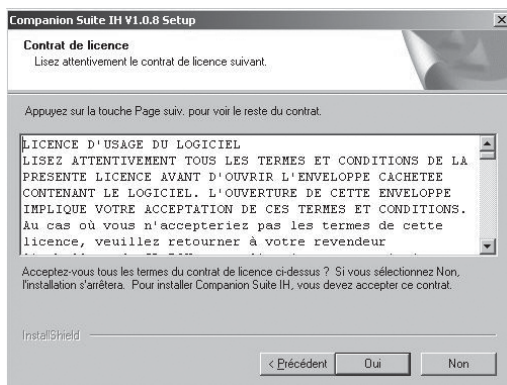 Companion Suite IH V1.0.8 Setup
Contrat de licence
Lisez attentivement le contrat de licence suivant.
Appuyez sur la touche Page suiv. pour voir le reste du contrat.
LICENCE D'USAGE DU LOGICIEL
LISEZ ATTENTIVEMENT TOUS LES TERMES ET CONDITIONS DE LA
PRESENTE LICENCE AVANT D'OUVRIR L'ENVELOPPE CACHETEE
CONTENANT LE LOGICIEL. L'OUVERTURE DE CETTE ENVELOPPE
IMPLIQUE VOTRE ACCEPTATION DE CES TERMES ET CONDITIONS.
Au cas où vous n'accepteriez pas les termes de cette
licence, veuillez retourner à votre revendeur
Acceptez-vous tous les termes du contrat de licence ci-dessus ? Si vous sélectionnez Non,
l'installation s'arrêtera. Pour installer Companion Suite IH, vous devez accepter ce contrat.
InstallShield
< Précédent Oui Non